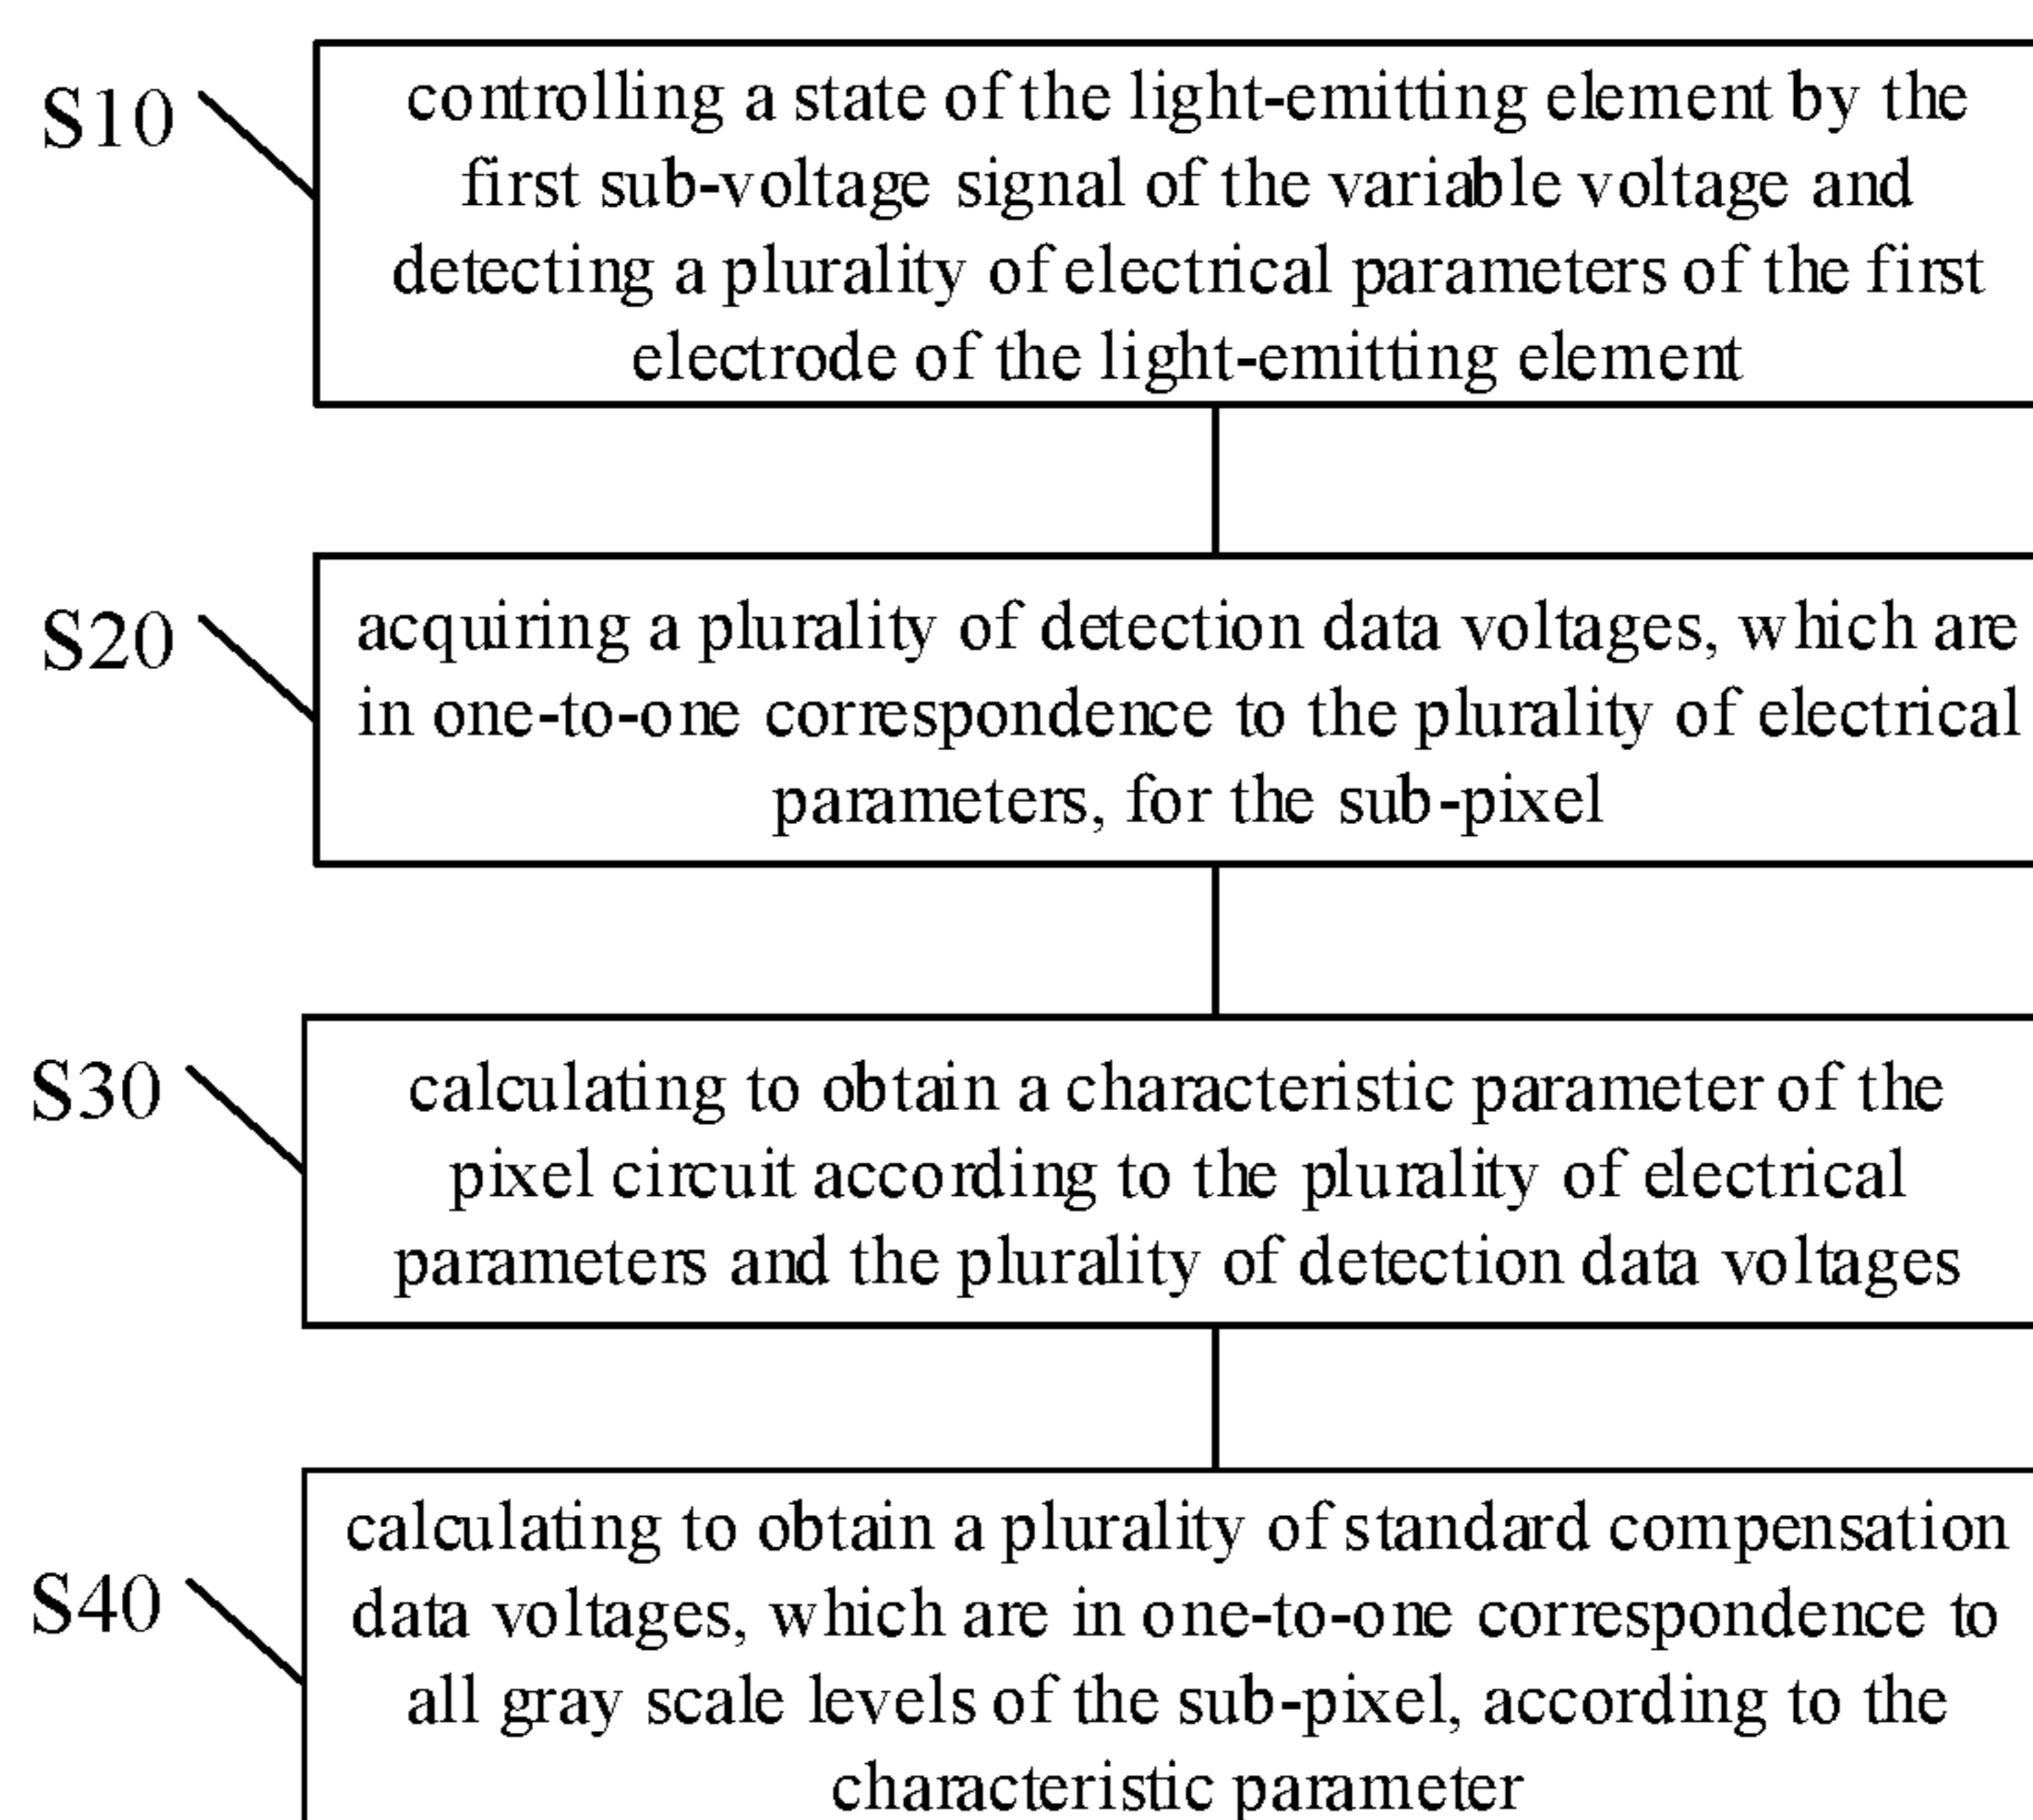 S10
controlling a state of the light-emitting element by the
first sub-voltage signal of the variable voltage and
detecting a plurality of electrical parameters of the first
electrode of the light-emitting element
S20
acquiring a plurality of detection data voltages, which are
in one-to-one correspondence to the plurality of electrical
parameters, for the sub-pixel
S30
calculating to obtain a characteristic parameter of the
pixel circuit according to the plurality of electrical
parameters and the plurality of detection data voltages
S40
calculating to obtain a plurality of standard compensation
data voltages, which are in one-to-one correspondence to
all gray scale levels of the sub-pixel, according to the
characteristic parameter